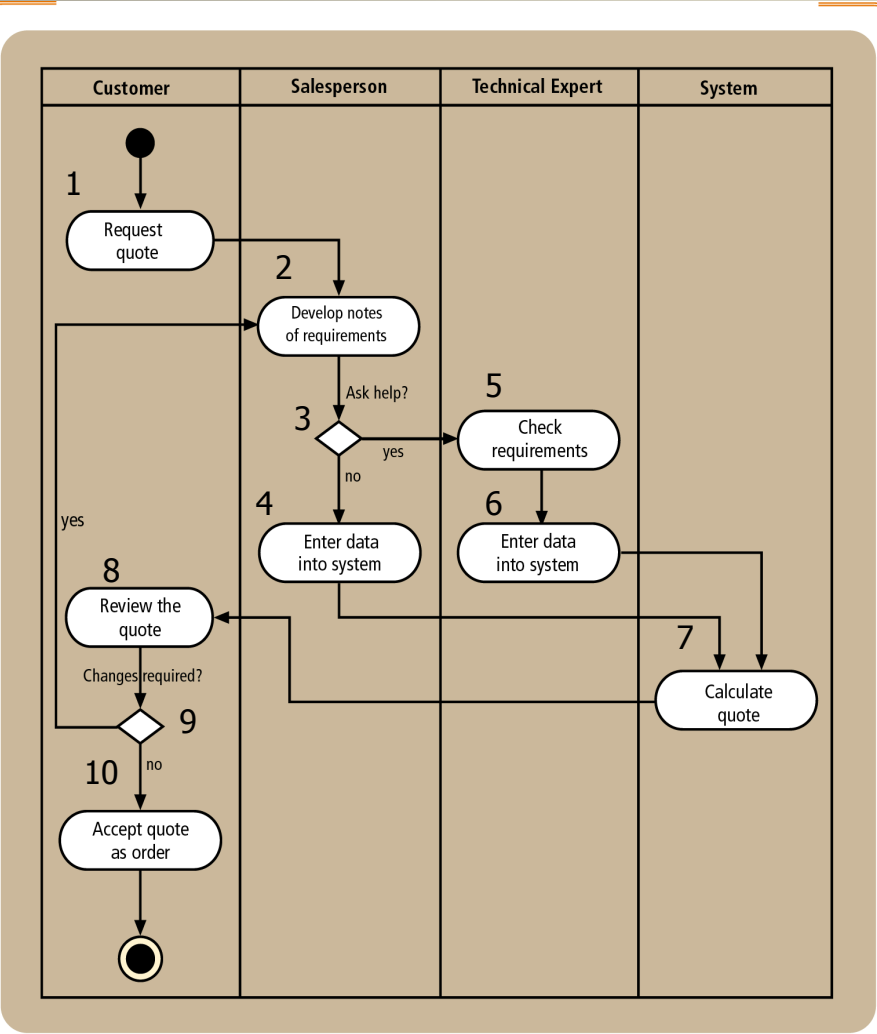 Customer
Salesperson
Technical Expert
System
1
Request
quote
2
Develop notes
of requirements
Ask help?
3
yes
no
5
Check
requirements
4
Enter data
into system
6
Enter data
into system
yes
8
Review the
quote
7
Calculate
quote
Changes required?
9
no
10
Accept quote
as order